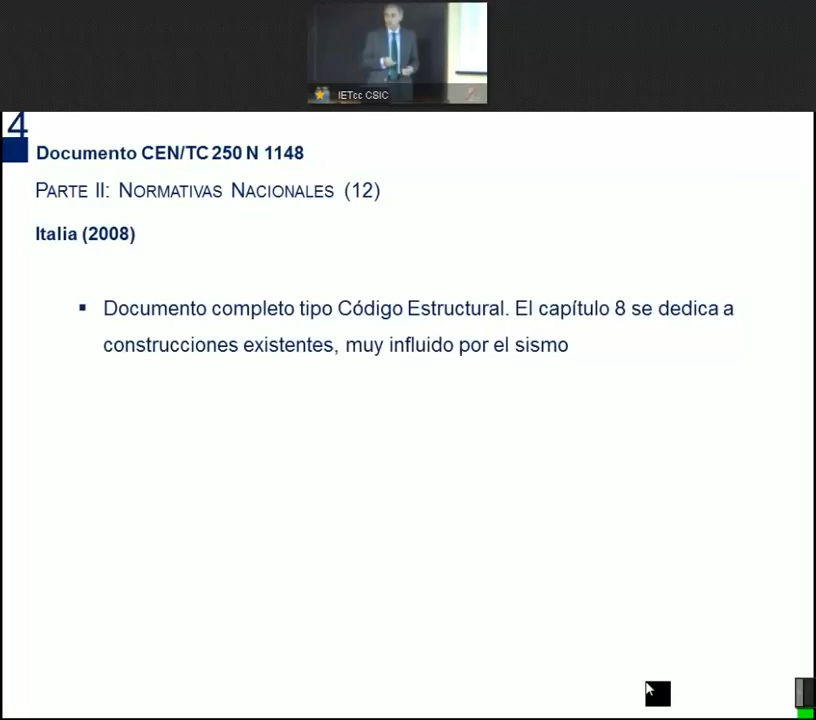 IETcc CSIC
4
Documento CEN/TC 250 N 1148
PARTE II: NORMATIVAS NACIONALES (12)
Italia (2008)
▪ Documento completo tipo Código Estructural. El capítulo 8 se dedica a
construcciones existentes, muy influido por el sismo